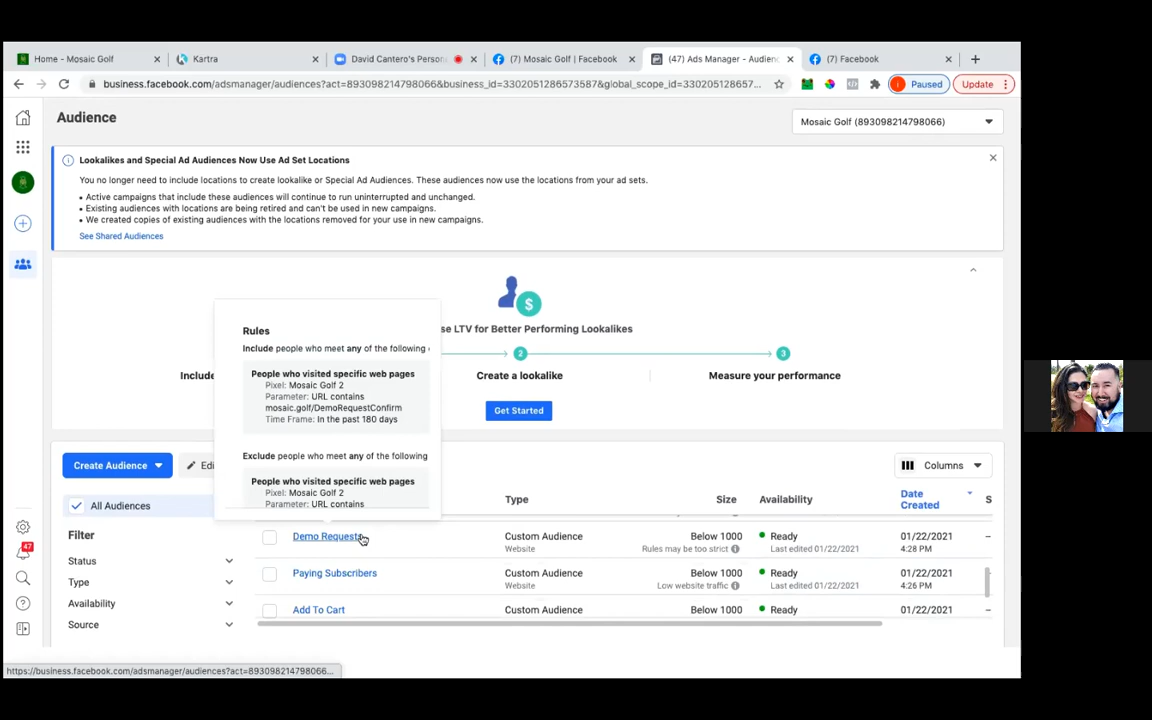 Home - Mosaic Golf
Kartra
David Cantero's Person
(7) Mosaic Golf | Facebook
(47) Ads Manager - Audienc
(7) Facebook
business.facebook.com/adsmanager/audiences?act=893098214798066&business_id=3302051286573587&global_scope_id=330205128657...
Paused
Update
Audience
Mosaic Golf (893098214798066)
Lookalikes and Special Ad Audiences Now Use Ad Set Locations
You no longer need to include locations to create lookalike or Special Ad Audiences. These audiences now use the locations from your ad sets.
• Active campaigns that include these audiences will continue to run uninterrupted and unchanged.
• Existing audiences with locations are being retired and can't be used in new campaigns.
• We created copies of existing audiences with the locations removed for your use in new campaigns.
See Shared Audiences
$
se LTV for Better Performing Lookalikes
2
3
Include
Create a lookalike
Measure your performance
Get Started
Rules
Include people who meet any of the following
People who visited specific web pages
Pixel: Mosaic Golf 2
Parameter: URL contains
mosaic.golf/DemoRequestConfirm
Time Frame: In the past 180 days
Exclude people who meet any of the following
People who visited specific web pages
Pixel: Mosaic Golf 2
Parameter: URL contains
Create Audience
Edi
Columns
All Audiences
Type
Size
Availability
Date
Created
S
Filter
Status
Type
Availability
Source
Demo Requests
Custom Audience
Website
Below 1000
Rules may be too strict
Ready
Last edited 01/22/2021
01/22/2021
4:28 PM
–
Paying Subscribers
Custom Audience
Website
Below 1000
Low website traffic
Ready
Last edited 01/22/2021
01/22/2021
4:26 PM
–
Add To Cart
Custom Audience
Below 1000
Ready
01/22/2021
–
47
https://business.facebook.com/adsmanager/audiences?act=893098214798066...